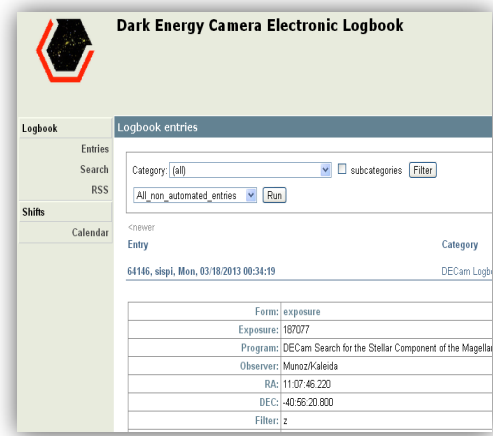 Dark Energy Camera Electronic Logbook
Logbook
Entries
Search
RSS
Shifts
Calendar
Logbook entries
Category: (all) subcategories Filter
All_non_automated_entries Run
<newer
Entry Category
64146, sispi, Mon, 03/18/2013 00:34:19 DECam Logb
Form: exposure
Exposure: 187077
Program: DECam Search for the Stellar Component of the Magellan
Observer: Munoz/Kaleida
RA: 11:07:46.220
DEC: -40:56:20.800
Filter: z